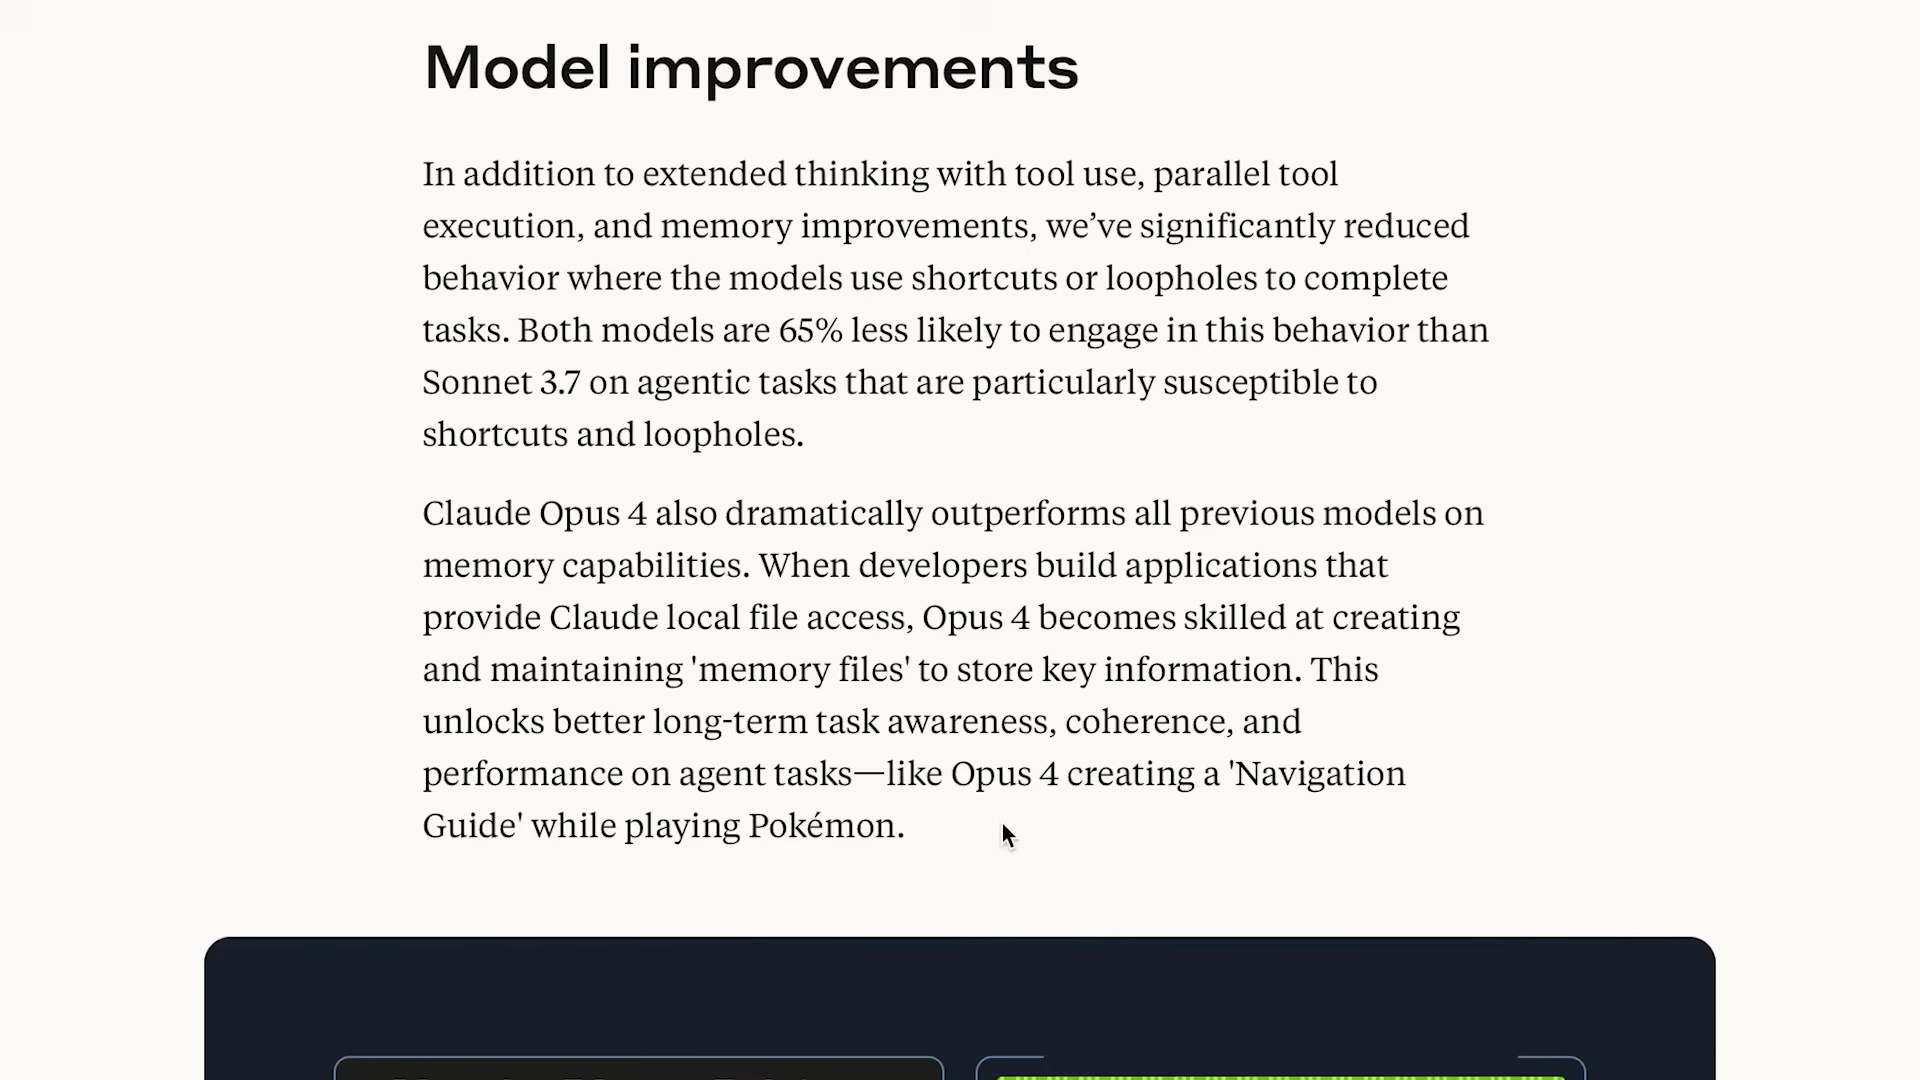 Model improvements
In addition to extended thinking with tool use, parallel tool
execution, and memory improvements, we’ve significantly reduced
behavior where the models use shortcuts or loopholes to complete
tasks. Both models are 65% less likely to engage in this behavior than
Sonnet 3.7 on agentic tasks that are particularly susceptible to
shortcuts and loopholes.
Claude Opus 4 also dramatically outperforms all previous models on
memory capabilities. When developers build applications that
provide Claude local file access, Opus 4 becomes skilled at creating
and maintaining 'memory files' to store key information. This
unlocks better long-term task awareness, coherence, and
performance on agent tasks—like Opus 4 creating a 'Navigation
Guide' while playing Pokémon.